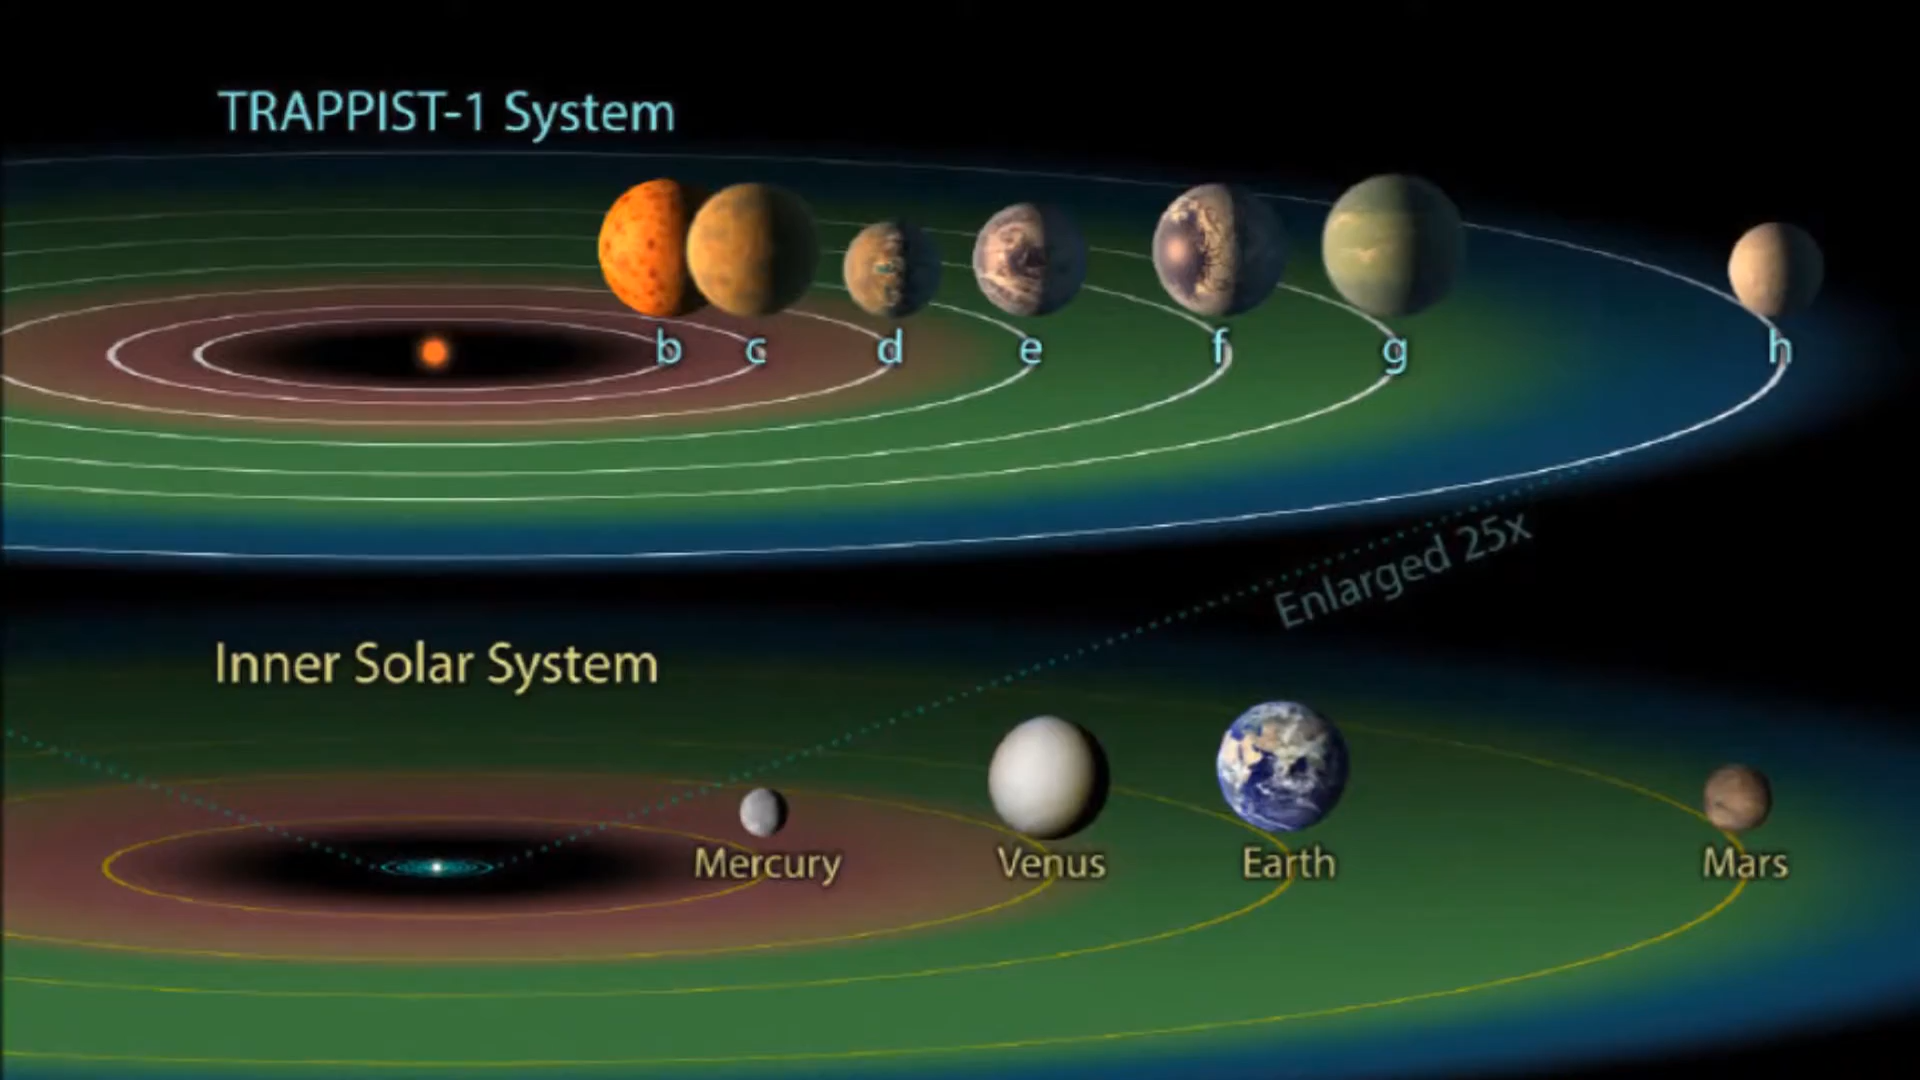 TRAPPIST-1 System
b c d e f g h
Enlarged 25x
Inner Solar System
Mercury Venus Earth Mars